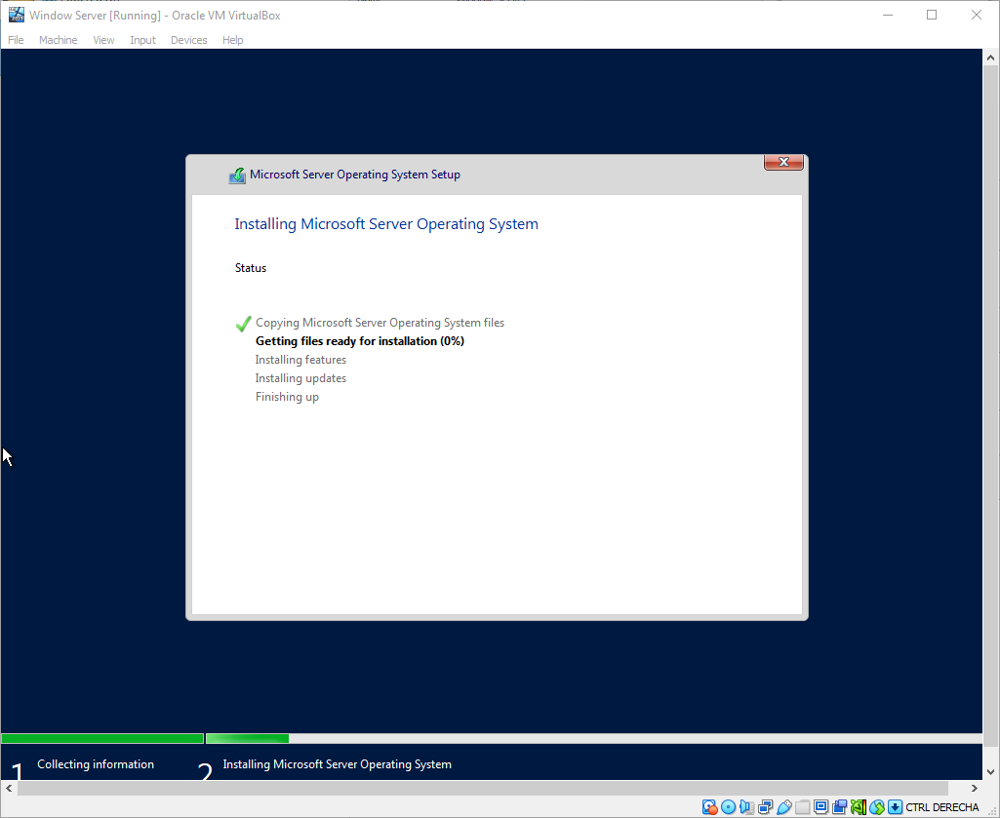 Window Server [Running] - Oracle VM VirtualBox
File Machine View Input Devices Help
Microsoft Server Operating System Setup
Installing Microsoft Server Operating System
Status
Copying Microsoft Server Operating System files
Getting files ready for installation (0%)
Installing features
Installing updates
Finishing up
1 Collecting information 2 Installing Microsoft Server Operating System
CTRL DERECHA